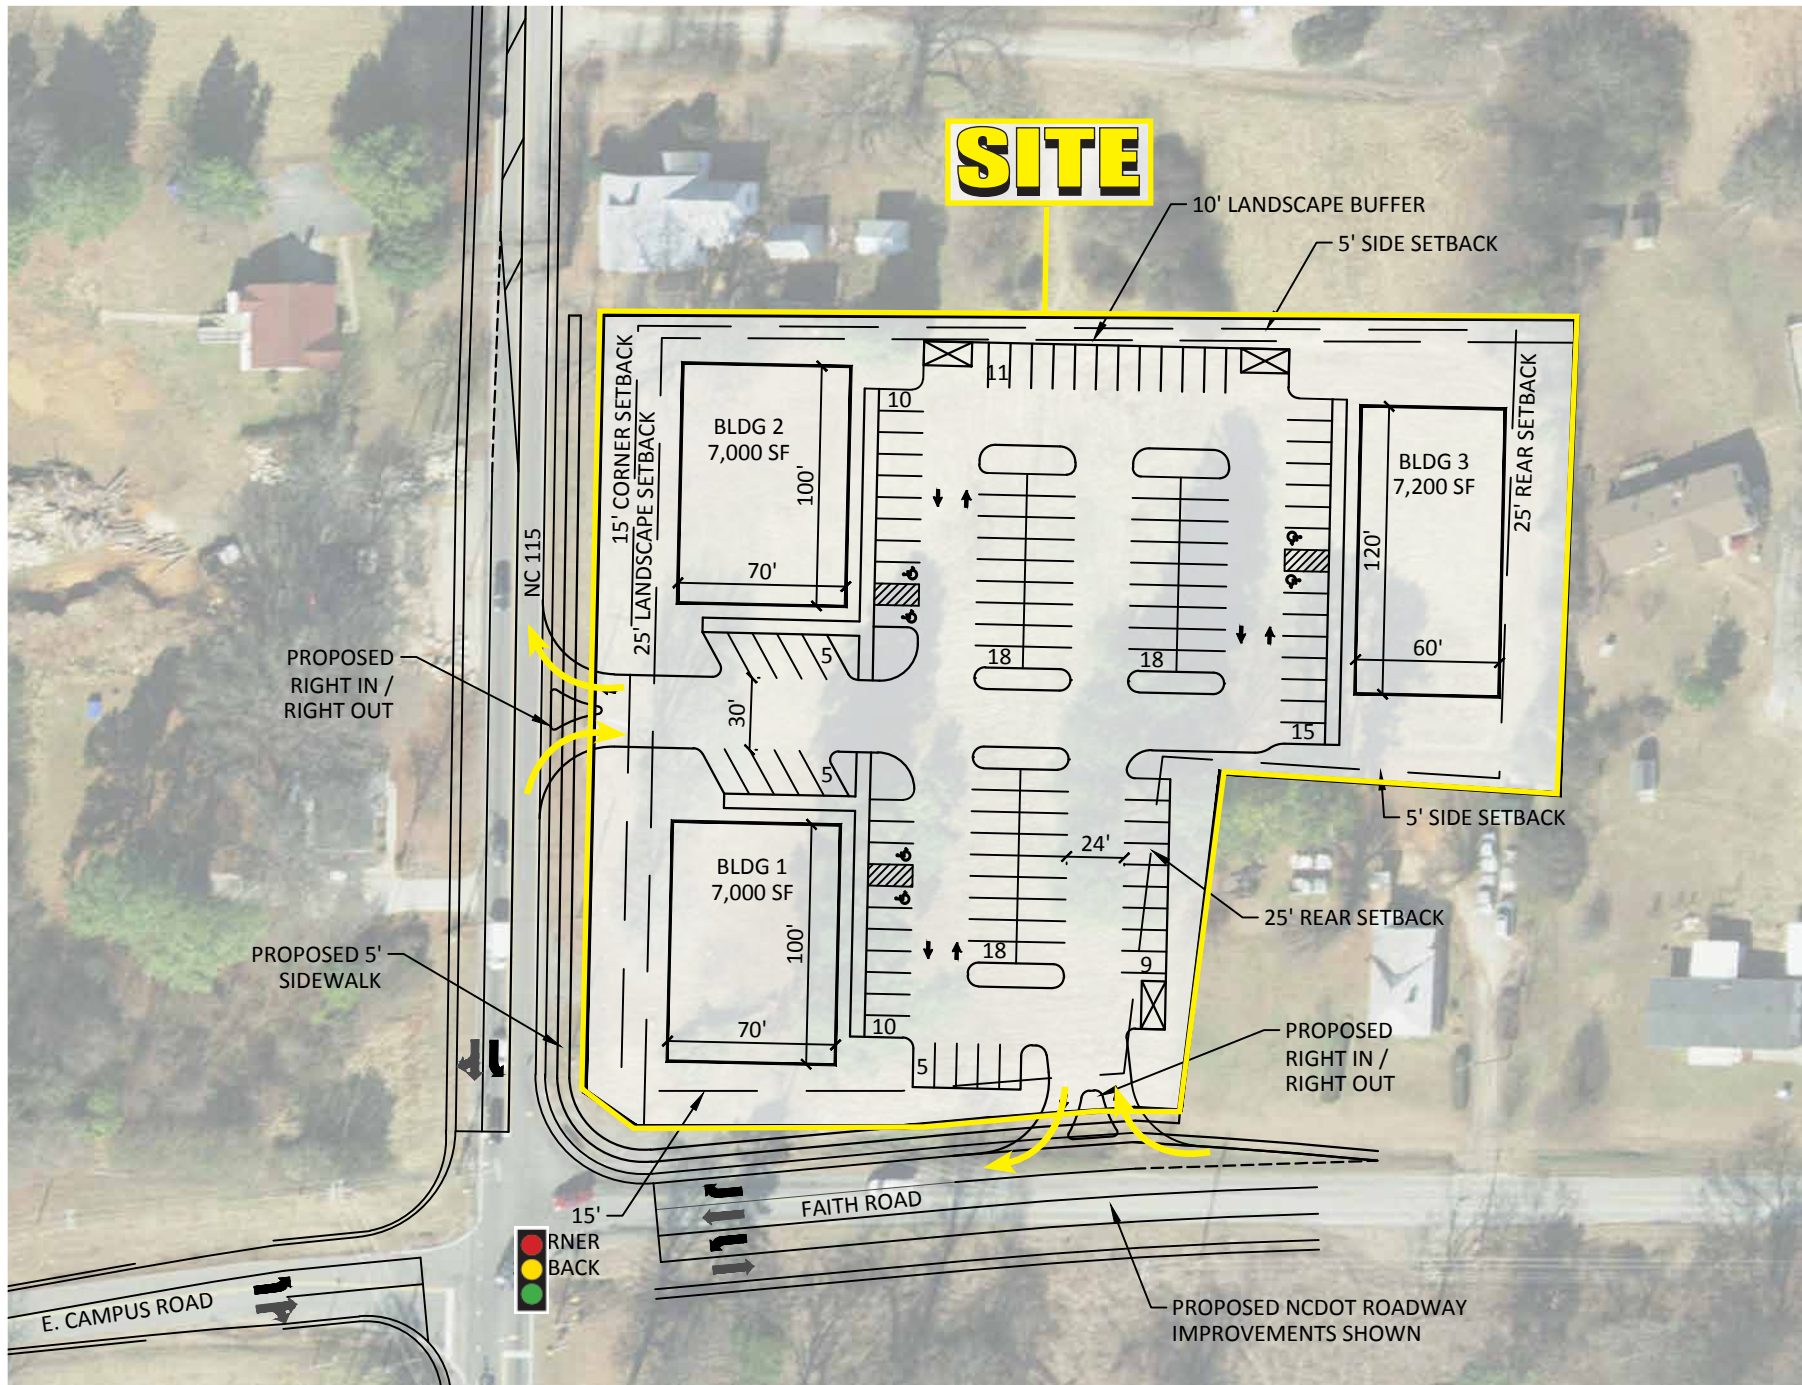 SITE
10' LANDSCAPE BUFFER
5' SIDE SETBACK
15' CORNER SETBACK
25' LANDSCAPE SETBACK
NC 115
BLDG 2
7,000 SF
100'
70'
10
11
BLDG 3
7,200 SF
120'
60'
25' REAR SETBACK
18
18
15
5
30'
5
PROPOSED
RIGHT IN /
RIGHT OUT
BLDG 1
7,000 SF
100'
70'
10
18
24'
9
5
5' SIDE SETBACK
25' REAR SETBACK
PROPOSED 5'
SIDEWALK
PROPOSED
RIGHT IN /
RIGHT OUT
15'
RNER
BACK
FAITH ROAD
E. CAMPUS ROAD
PROPOSED NCDOT ROADWAY
IMPROVEMENTS SHOWN